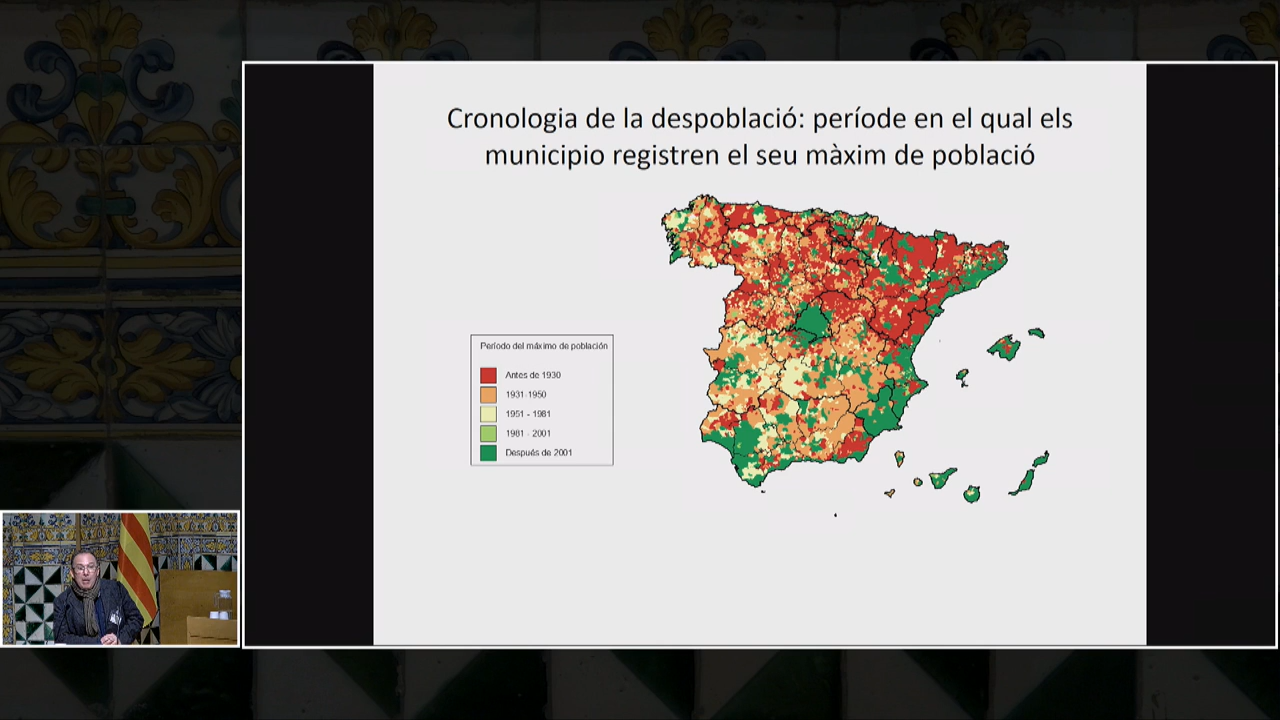 Cronologia de la despoblació: període en el qual els
municipio registren el seu màxim de població
Período del máximo de población
Antes de 1930
1931-1950
1951 - 1981
1981 - 2001
Después de 2001